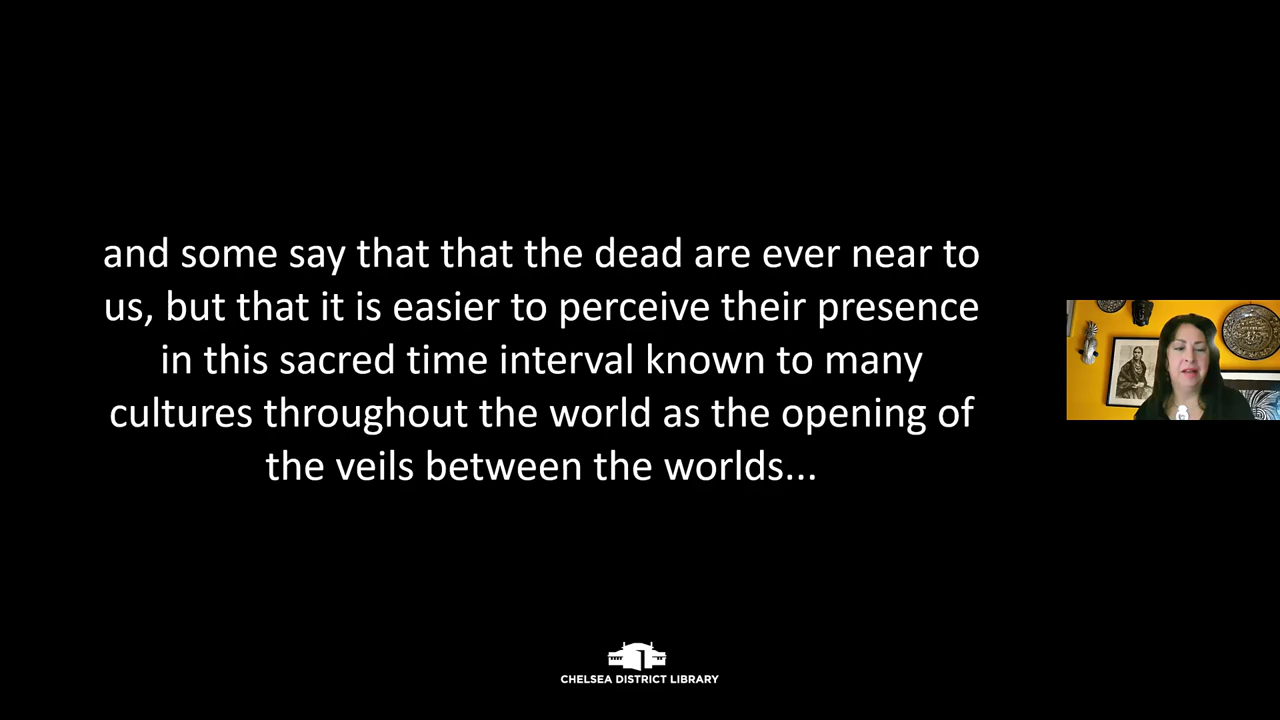 and some say that that the dead are ever near to
us, but that it is easier to perceive their presence
in this sacred time interval known to many
cultures throughout the world as the opening of
the veils between the worlds...
CHELSEA DISTRICT LIBRARY